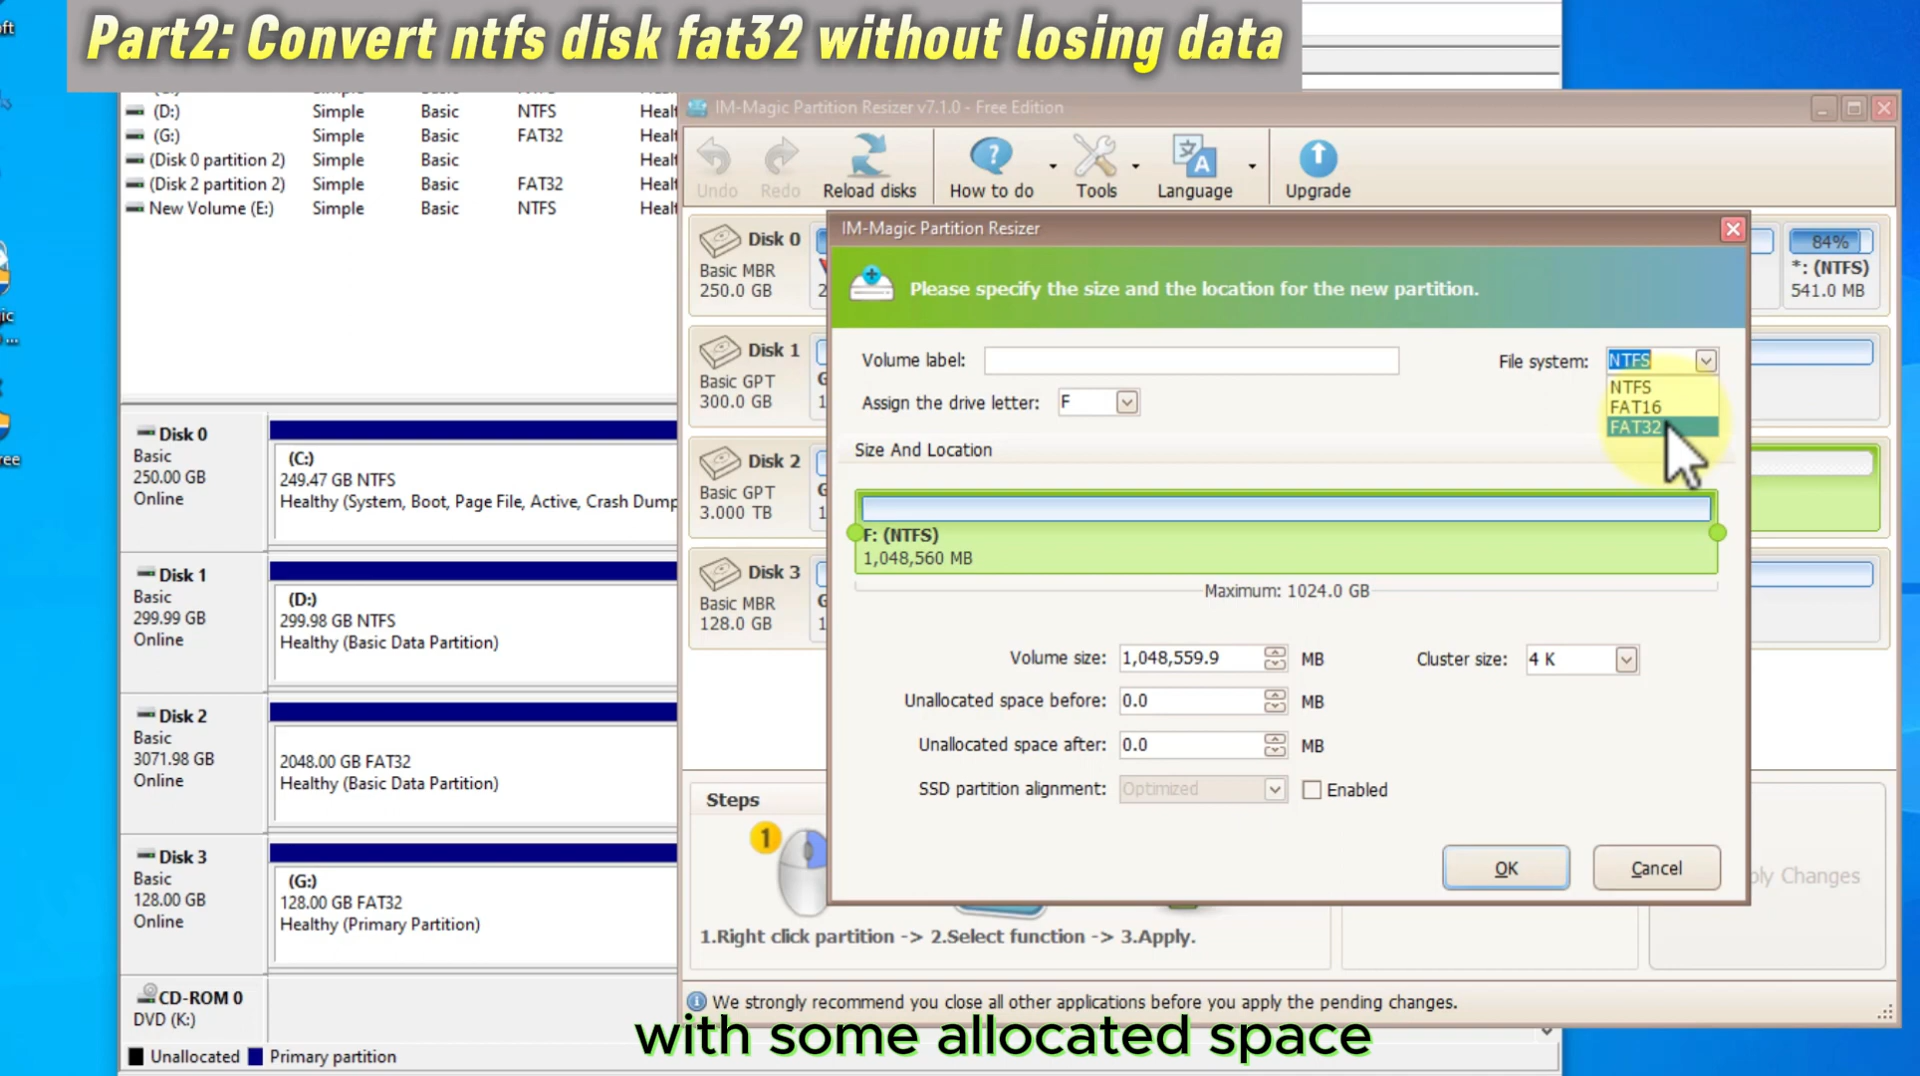 Part2: Convert ntfs disk fat32 without losing data
(D:) Simple Basic NTFS Heal
(G:) Simple Basic FAT32 Heal
(Disk 0 partition 2) Simple Basic Heal
(Disk 2 partition 2) Simple Basic FAT32 Heal
New Volume (E:) Simple Basic NTFS Heal
Disk 0
Basic
250.00 GB
Online
(C:)
249.47 GB NTFS
Healthy (System, Boot, Page File, Active, Crash Dump
Disk 1
Basic
299.99 GB
Online
(D:)
299.98 GB NTFS
Healthy (Basic Data Partition)
Disk 2
Basic
3071.98 GB
Online
2048.00 GB FAT32
Healthy (Basic Data Partition)
Disk 3
Basic
128.00 GB
Online
(G:)
128.00 GB FAT32
Healthy (Primary Partition)
CD-ROM 0
DVD (K:)
Unallocated Primary partition
IM-Magic Partition Resizer v7.1.0 - Free Edition
Undo Redo Reload disks How to do Tools Language Upgrade
Disk 0
Basic MBR
250.0 GB
84%
*: (NTFS)
541.0 MB
Disk 1
Basic GPT
300.0 GB
Disk 2
Basic GPT
3.000 TB
Disk 3
Basic MBR
128.0 GB
IM-Magic Partition Resizer
Please specify the size and the location for the new partition.
Volume label: File system: NTFS
NTFS
FAT16
FAT32
Assign the drive letter: F
Size And Location
F: (NTFS)
1,048,560 MB
Maximum: 1024.0 GB
Volume size: 1,048,559.9 MB Cluster size: 4 K
Unallocated space before: 0.0 MB
Unallocated space after: 0.0 MB
SSD partition alignment: Optimized Enabled
OK Cancel
Steps
1
ply Changes
1.Right click partition -> 2.Select function -> 3.Apply.
We strongly recommend you close all other applications before you apply the pending changes.
with some allocated space